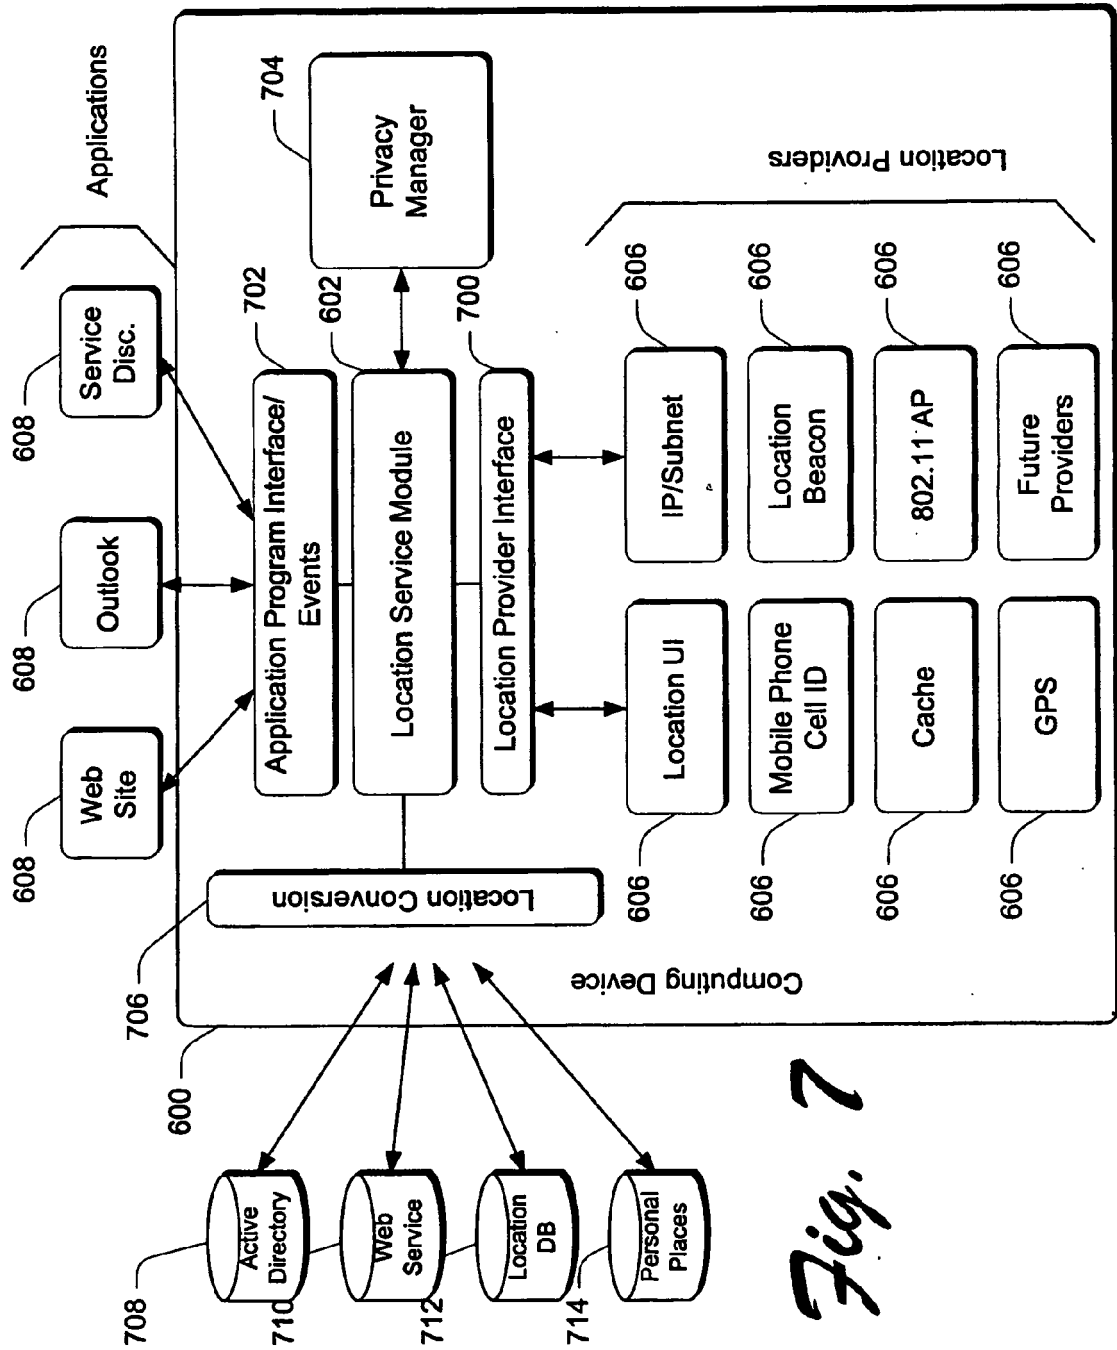 Applications
608
Web
Site
608
Outlook
608
Service
Disc.
706
600
702
Application Program Interface/
Events
602
Location Service Module
700
Location Provider Interface
704
Privacy
Manager
Location Conversion
Computing Device
708
Active
Directory
710
Web
Service
712
Location
DB
714
Personal
Places
Location Providers
606
Location UI
606
IP/Subnet
606
Mobile Phone
Cell ID
606
Location
Beacon
606
Cache
606
802.11 AP
606
GPS
606
Future
Providers
Fig. 7